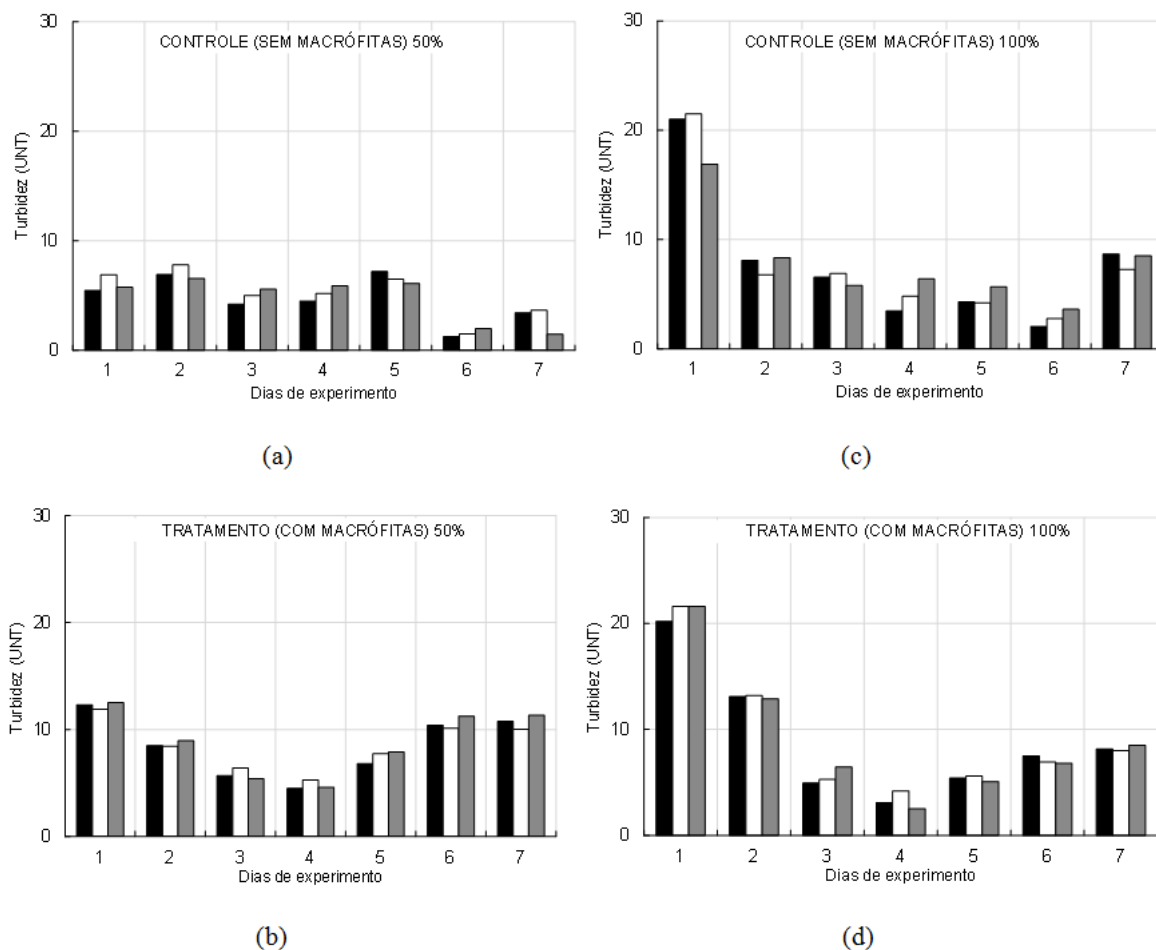 30
CONTROLE (SEM MACRÓFITAS) 50%
20
Turbidez (UNT)
10
0
1 2 3 4 5 6 7
Dias de experimento
(a)
30
CONTROLE (SEM MACRÓFITAS) 100%
20
Turbidez (UNT)
10
0
1 2 3 4 5 6 7
Dias de experimento
(c)
30
TRATAMENTO (COM MACRÓFITAS) 50%
20
Turbidez (UNT)
10
0
1 2 3 4 5 6 7
Dias de experimento
(b)
30
TRATAMENTO (COM MACRÓFITAS) 100%
20
Turbidez (UNT)
10
0
1 2 3 4 5 6 7
Dias de experimento
(d)